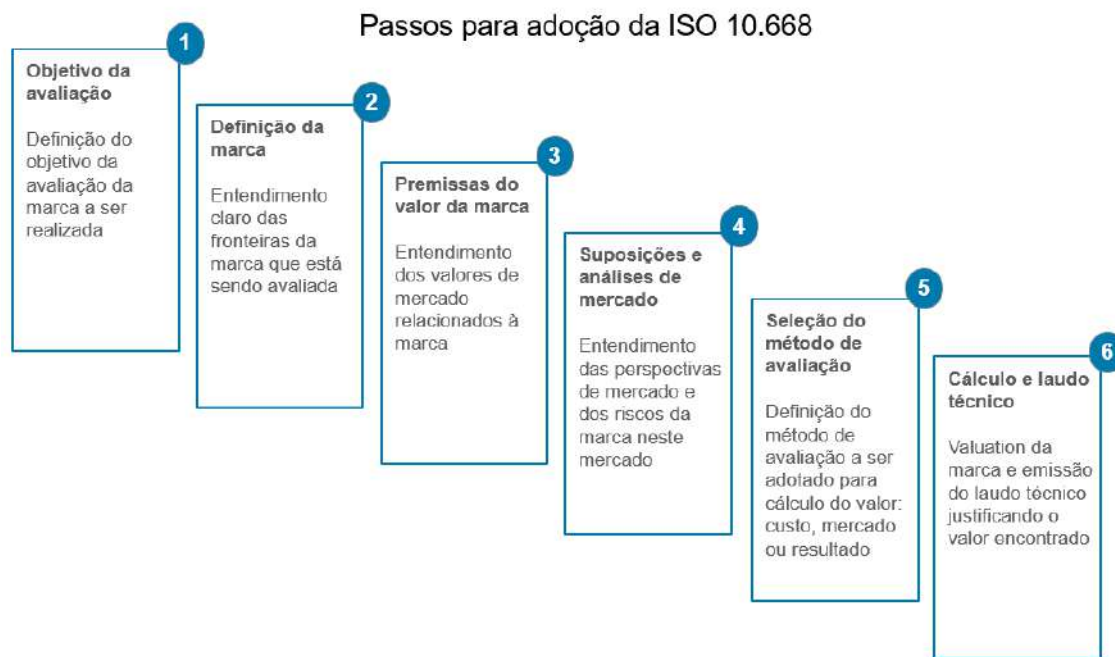 Passos para adoção da ISO 10.668
1
Objetivo da
avaliação
Definição do
objetivo da
avaliação da
marca a ser
realizada
2
Definição da
marca
Entendimento
claro das
fronteiras da
marca que está
sendo avaliada
3
Premissas do
valor da marca
Entendimento
dos valores de
mercado
relacionados à
marca
4
Suposições e
análises de
mercado
Entendimento
das perspectivas
de mercado e
dos riscos da
marca neste
mercado
5
Seleção do
método de
avaliação
Definição do
método de
avaliação a ser
adotado para
cálculo do valor:
custo, mercado
ou resultado
6
Cálculo e laudo
técnico
Valuation da
marca e emissão
do laudo técnico
justificando o
valor encontrado